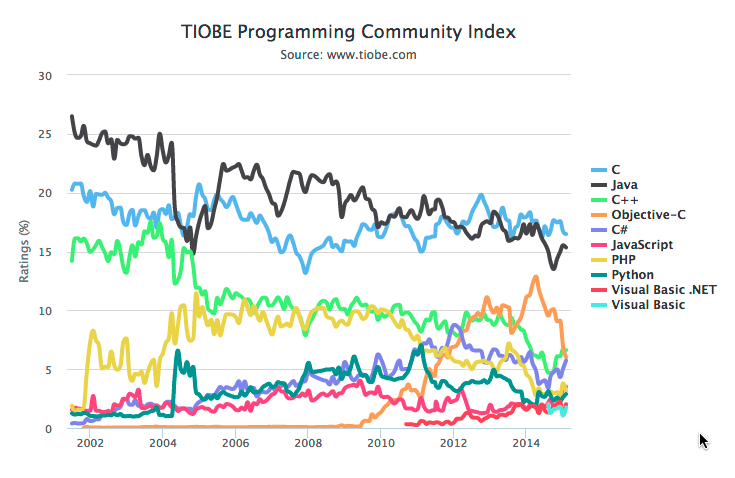 TIOBE Programming Community Index
Source: www.tiobe.com
Ratings (%)
30
25
20
15
10
5
0
2002 2004 2006 2008 2010 2012 2014
C
Java
C++
Objective-C
C#
JavaScript
PHP
Python
Visual Basic .NET
Visual Basic